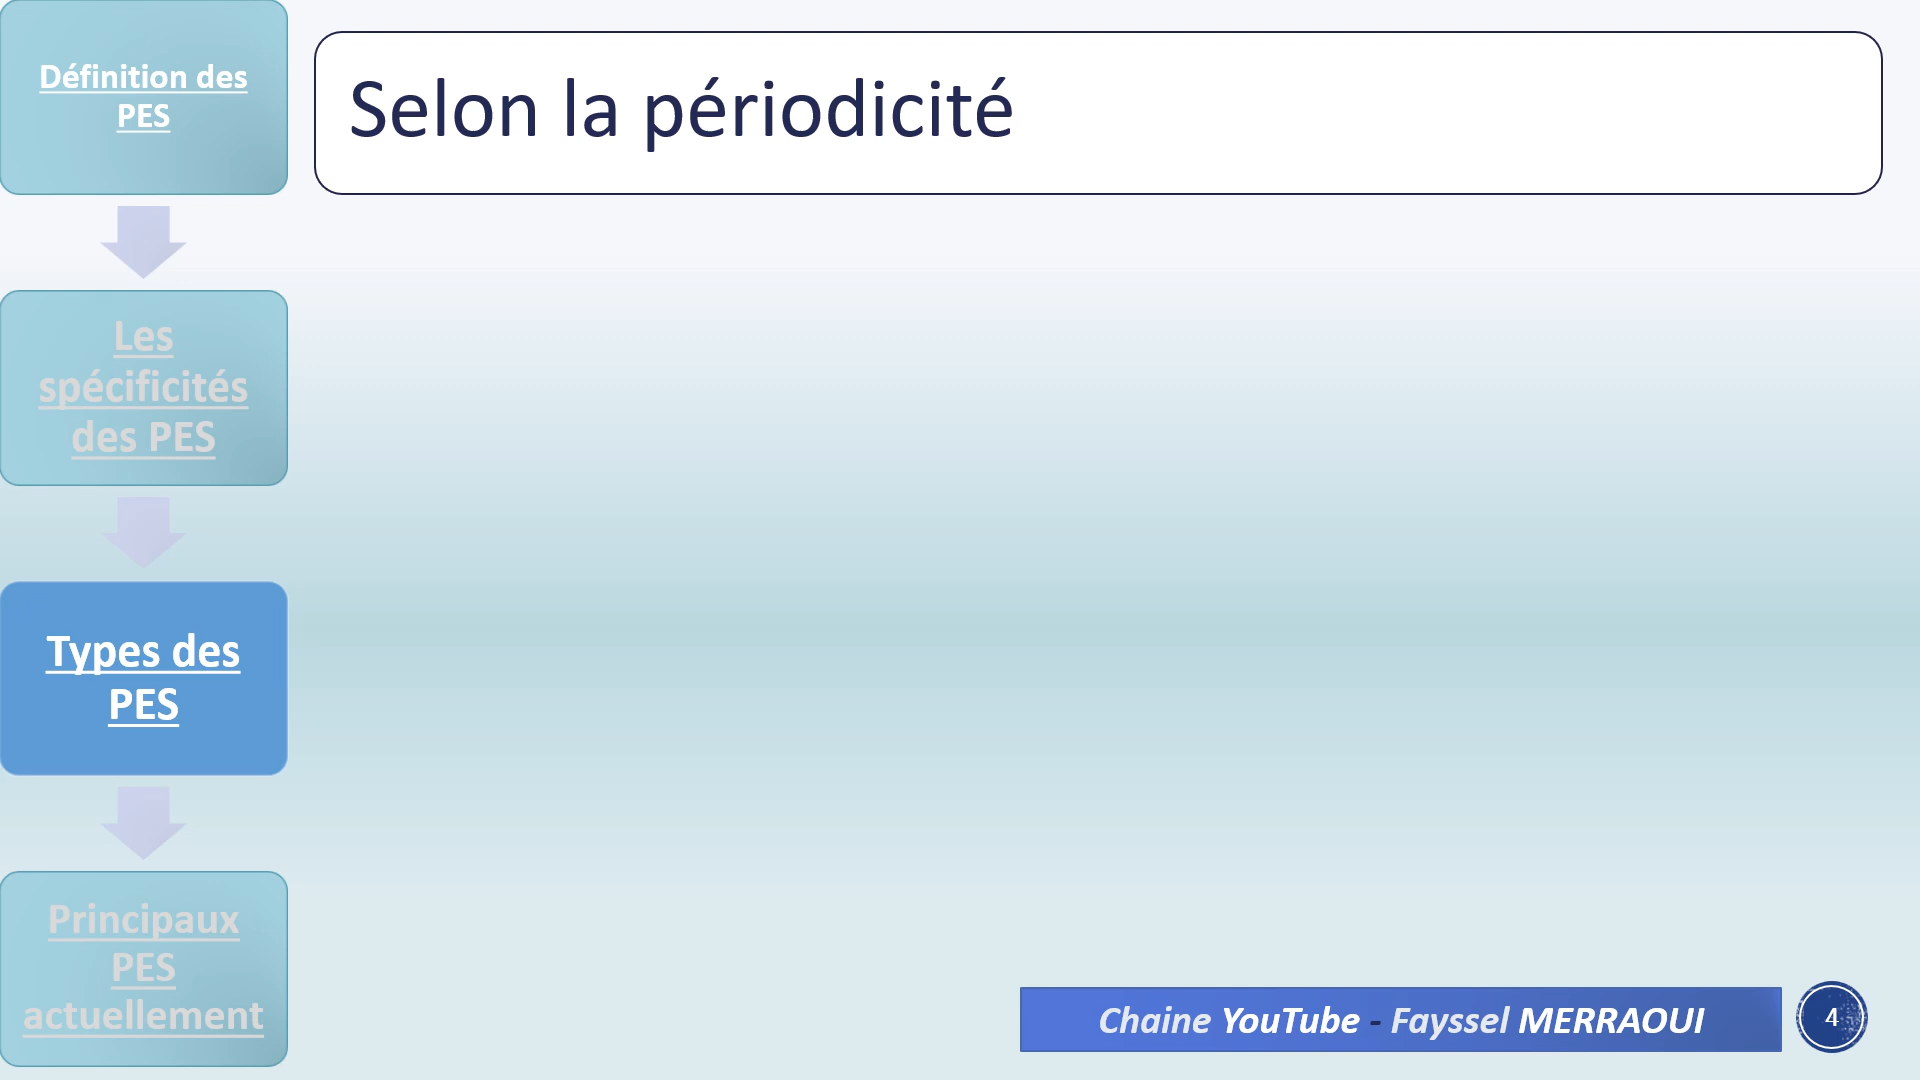 Définition des
PES
Selon la périodicité
Les
spécificités
des PES
Types des
PES
Principaux
PES
actuellement
Chaine YouTube - Fayssel MERRAOUI
4